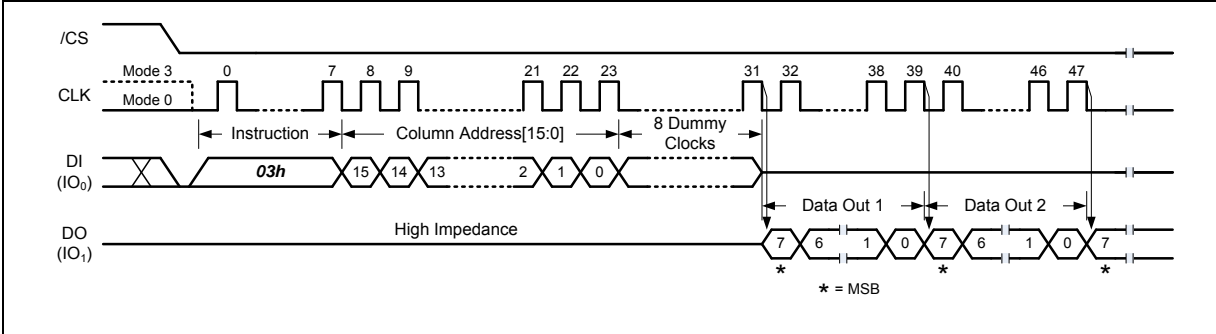 /CS
Mode 3 0 7 8 9 21 22 23 31 32 38 39 40 46 47
CLK
Mode 0
Instruction Column Address[15:0] 8 Dummy
Clocks
DI
(IO0)
03h 15 14 13 2 1 0
Data Out 1 Data Out 2
DO
(IO1)
High Impedance 7 6 1 0 7 6 1 0 7
* * *
* = MSB